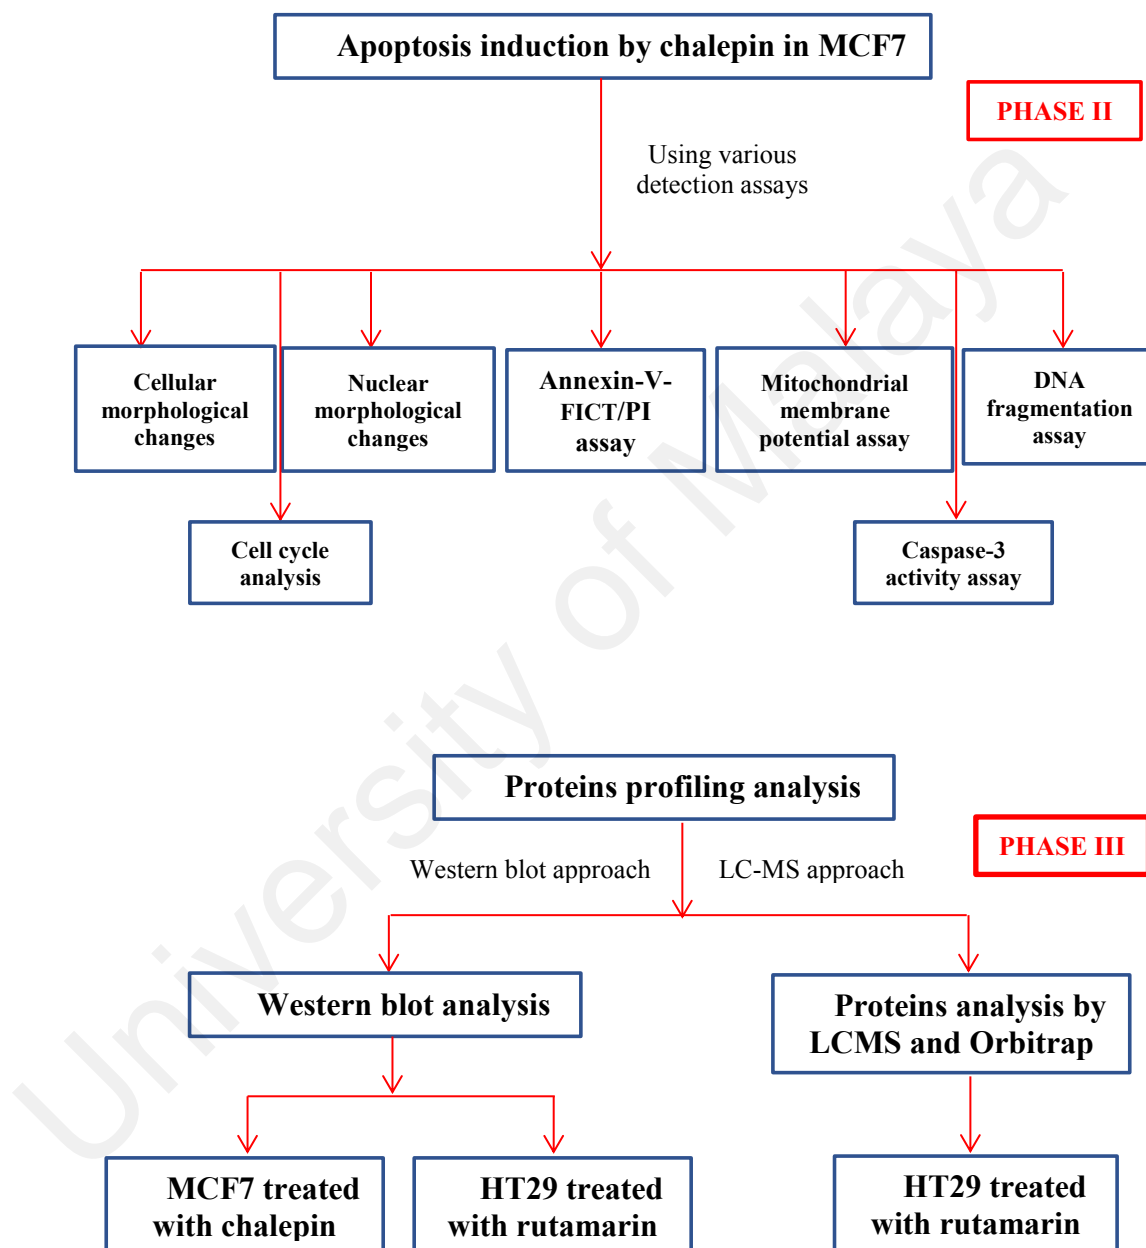 Apoptosis induction by chalepin in MCF7
PHASE II
Using various
detection assays
Cellular
morphological
changes
Nuclear
morphological
changes
Annexin-V-
FICT/PI
assay
Mitochondrial
membrane
potential assay
DNA
fragmentation
assay
Cell cycle
analysis
Caspase-3
activity assay
Proteins profiling analysis
PHASE III
Western blot approach
LC-MS approach
Western blot analysis
Proteins analysis by
LCMS and Orbitrap
MCF7 treated
with chalepin
HT29 treated
with rutamarin
HT29 treated
with rutamarin
University of Malaya